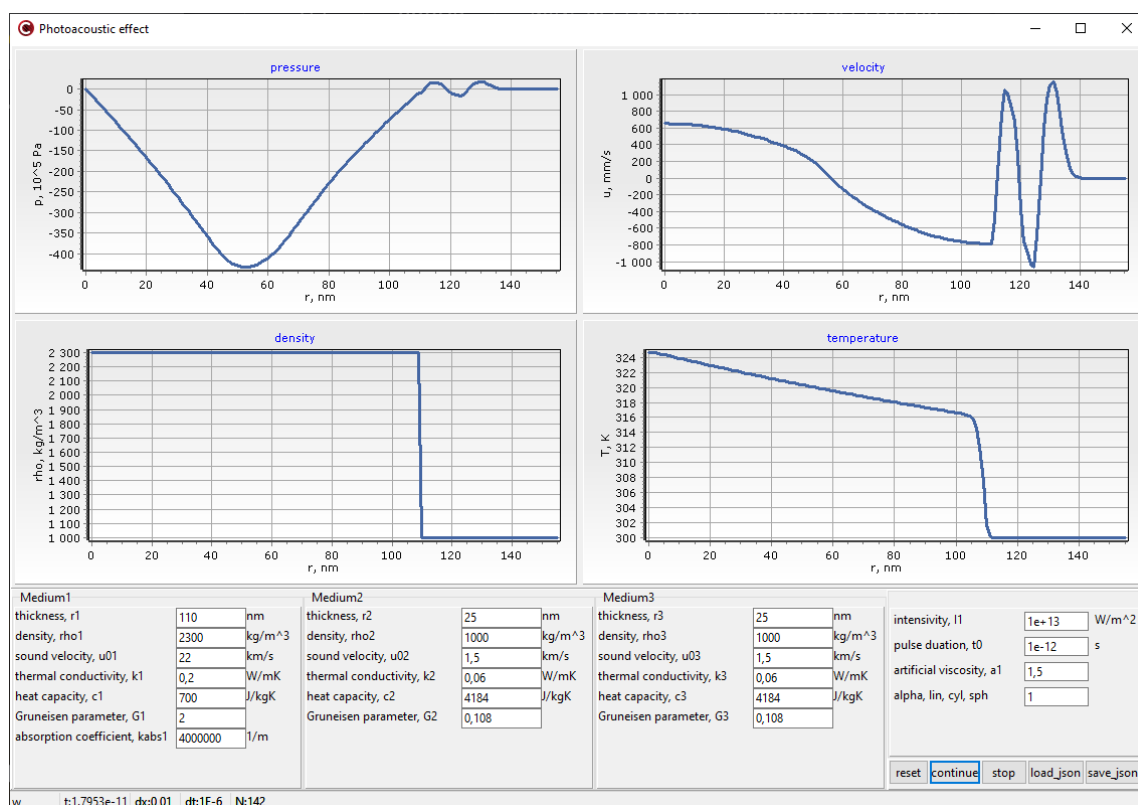 Photoacoustic effect
pressure
0
-50
-100
-150
-200
-250
-300
-350
-400
p, 10^5 Pa
0 20 40 60 80 100 120 140
r, nm
velocity
1 000
800
600
400
200
0
-200
-400
-600
-800
-1 000
u, mm/s
0 20 40 60 80 100 120 140
r, nm
density
2 300
2 200
2 100
2 000
1 900
1 800
1 700
1 600
1 500
1 400
1 300
1 200
1 100
1 000
rho, kg/m^3
0 20 40 60 80 100 120 140
r, nm
temperature
324
322
320
318
316
314
312
310
308
306
304
302
300
T, K
0 20 40 60 80 100 120 140
r, nm
Medium1
thickness, r1 110 nm
density, rho1 2300 kg/m^3
sound velocity, u01 22 km/s
thermal conductivity, k1 0,2 W/mK
heat capacity, c1 700 J/kgK
Gruneisen parameter, G1 2
absorption coefficient, kabs1 4000000 1/m
Medium2
thickness, r2 25 nm
density, rho2 1000 kg/m^3
sound velocity, u02 1,5 km/s
thermal conductivity, k2 0,06 W/mK
heat capacity, c2 4184 J/kgK
Gruneisen parameter, G2 0,108
Medium3
thickness, r3 25 nm
density, rho3 1000 kg/m^3
sound velocity, u03 1,5 km/s
thermal conductivity, k3 0,06 W/mK
heat capacity, c3 4184 J/kgK
Gruneisen parameter, G3 0,108
intensivity, I1 1e+13 W/m^2
pulse duation, t0 1e-12 s
artificial viscosity, a1 1,5
alpha, lin, cyl, sph 1
reset continue stop load_json save_json
w t:1.7953e-11 dx:0.01 dt:1E-6 N:142